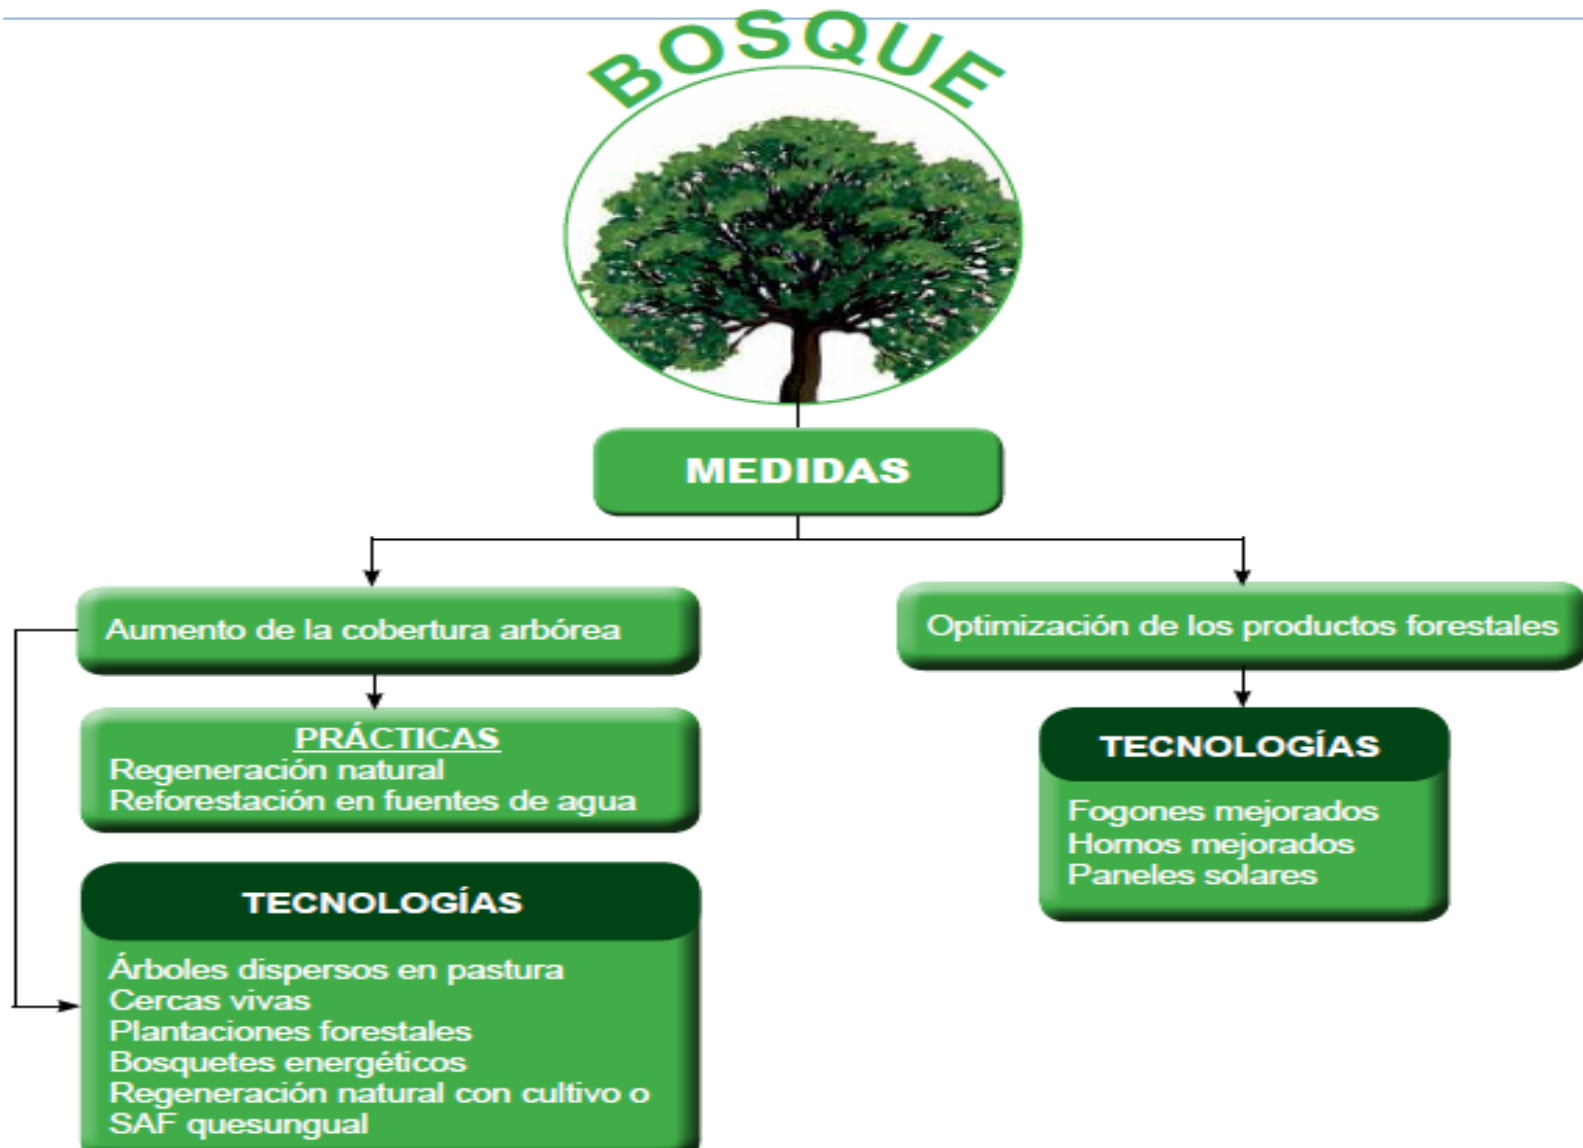 BOSQUE
MEDIDAS
Aumento de la cobertura arbórea
PRÁCTICAS
Regeneración natural
Reforestación en fuentes de agua
TECNOLOGÍAS
Árboles dispersos en pastura
Cercas vivas
Plantaciones forestales
Bosquetes energéticos
Regeneración natural con cultivo o
SAF quesungual
Optimización de los productos forestales
TECNOLOGÍAS
Fogones mejorados
Hornos mejorados
Paneles solares